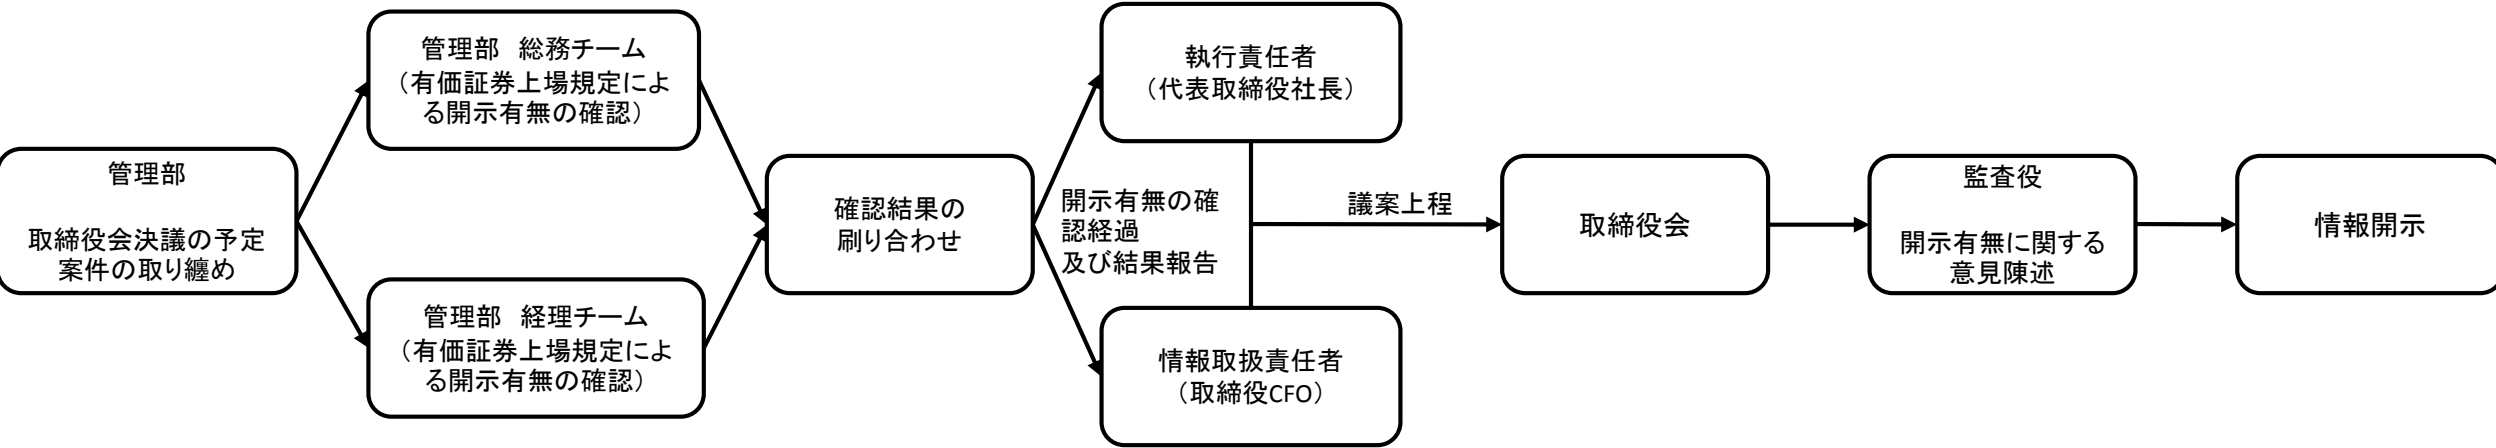 管理部
取締役会決議の予定
案件の取り纏め
管理部　総務チーム
（有価証券上場規定によ
る開示有無の確認）
管理部　経理チーム
（有価証券上場規定によ
る開示有無の確認）
確認結果の
刷り合わせ
開示有無の確
認経過
及び結果報告
執行責任者
（代表取締役社長）
情報取扱責任者
（取締役CFO）
議案上程
取締役会
監査役
開示有無に関する
意見陳述
情報開示